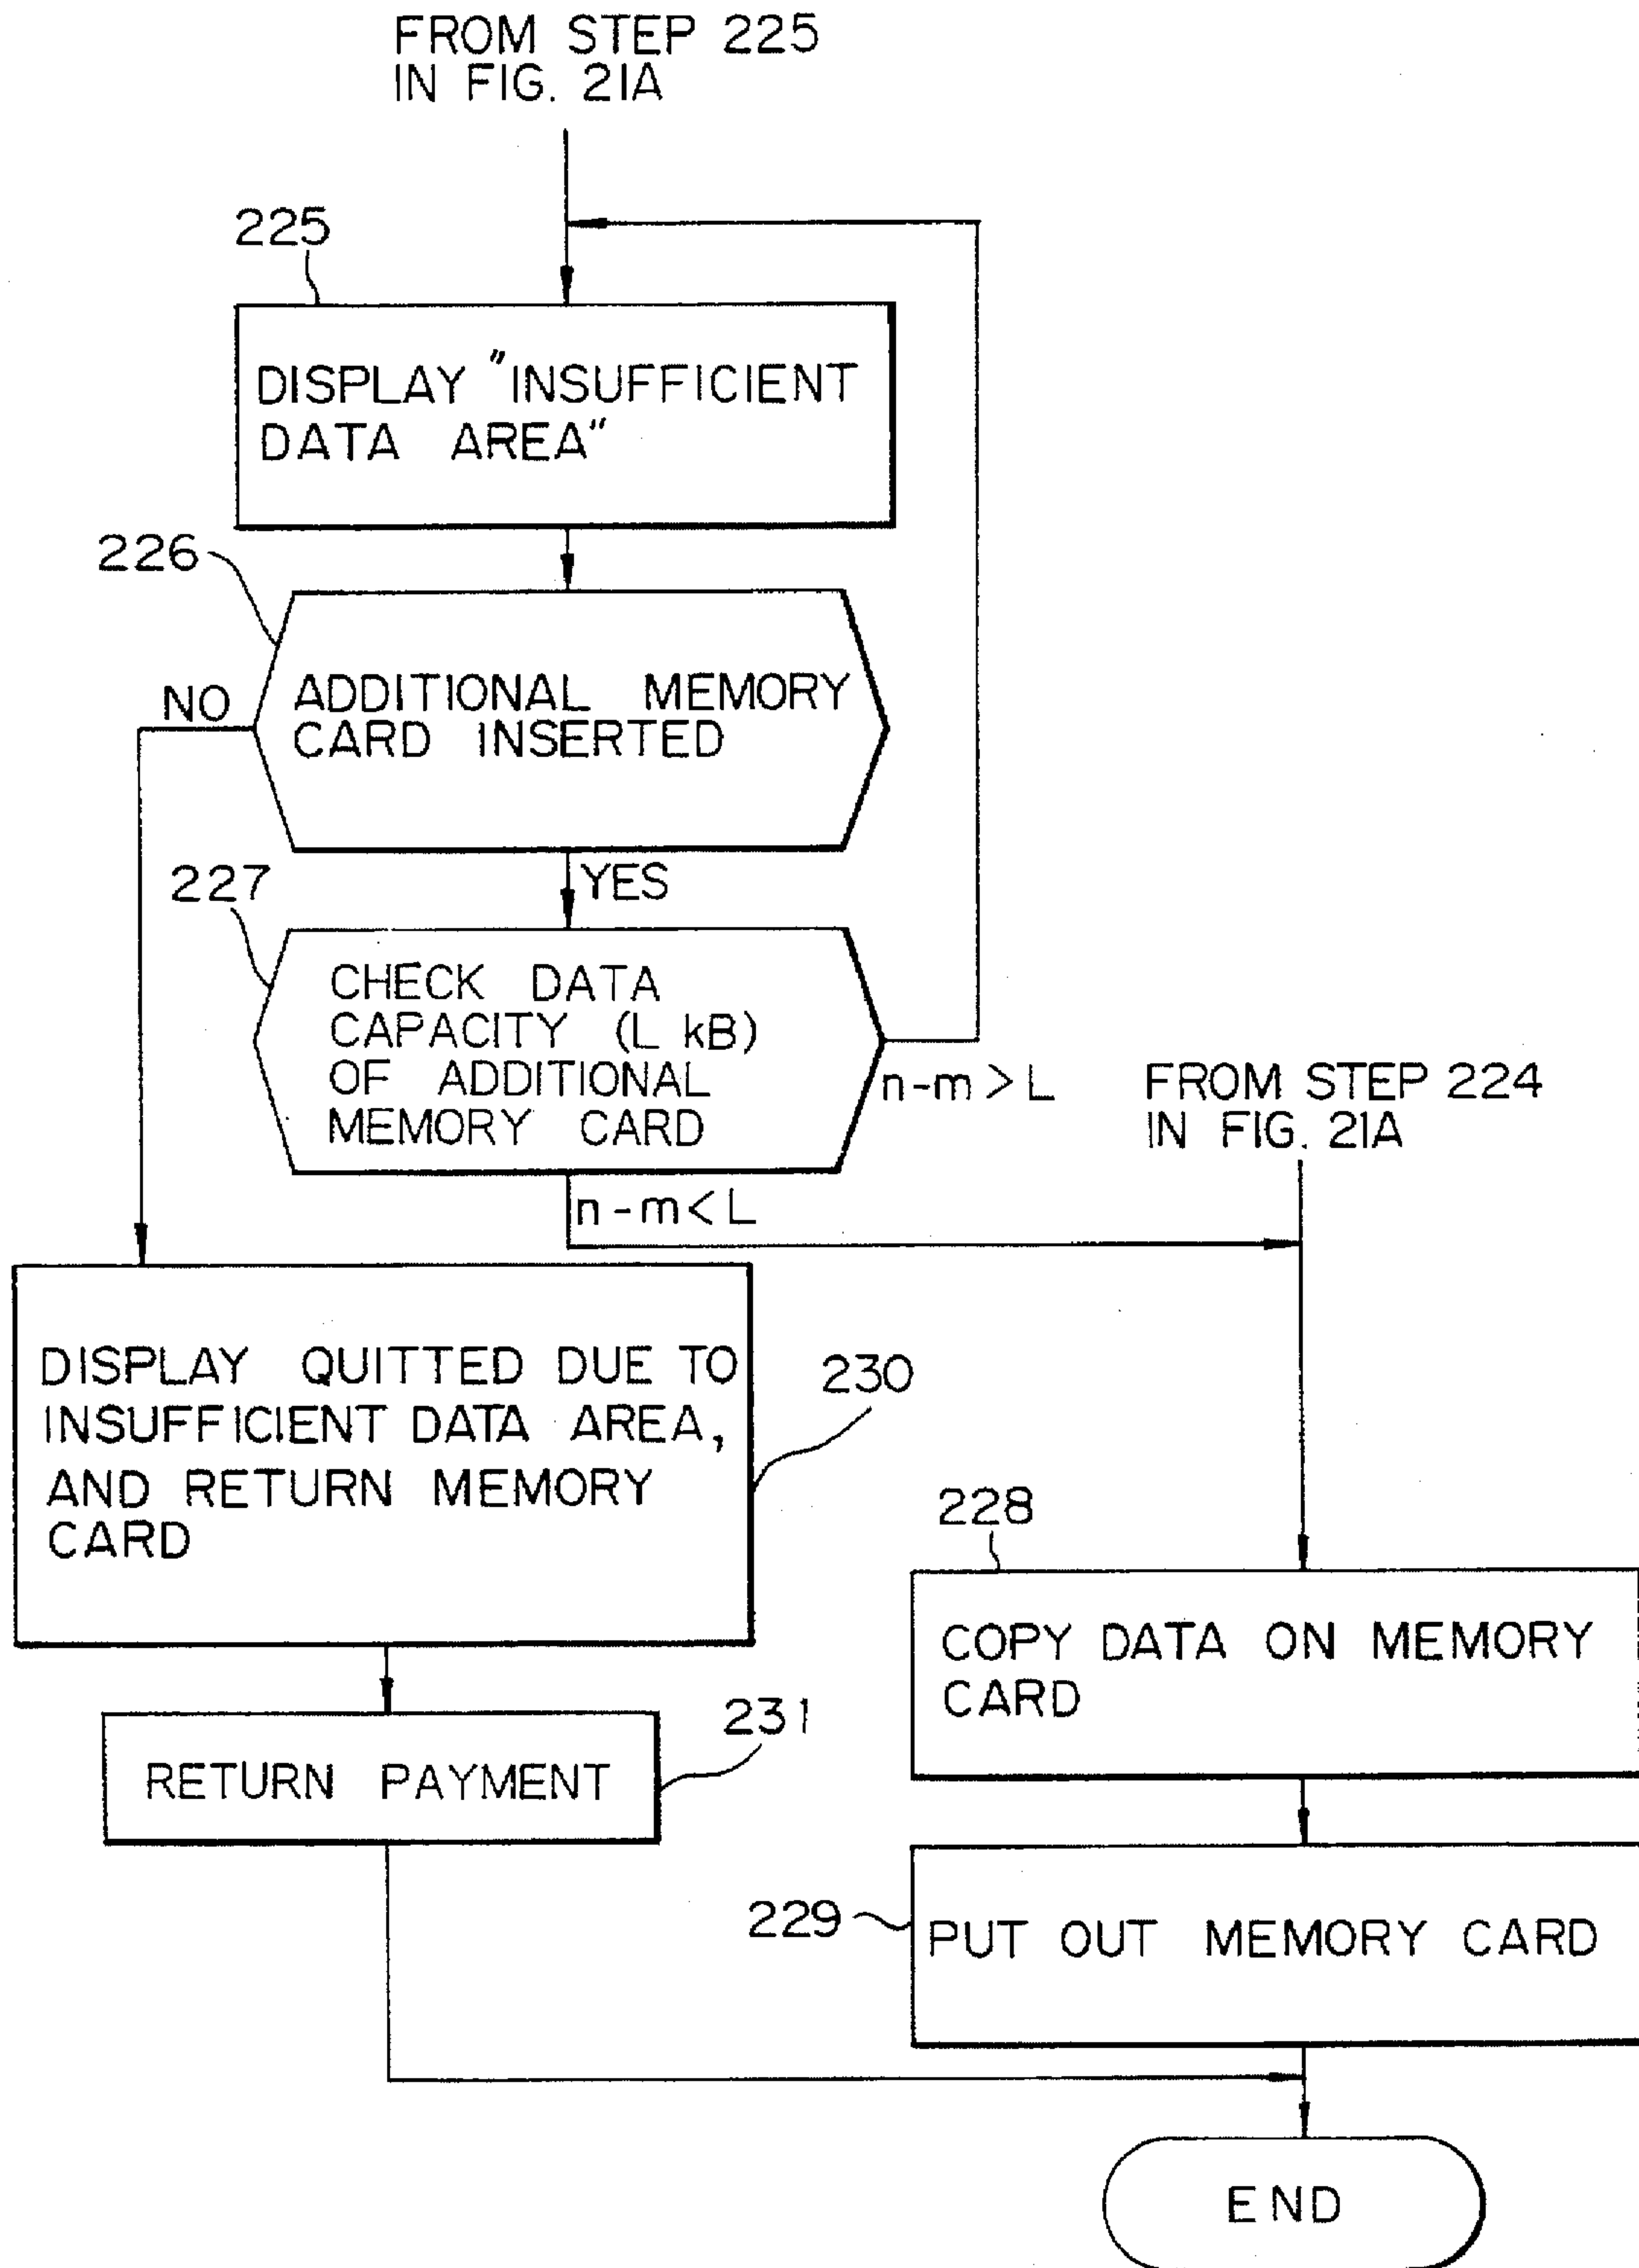 FROM STEP 225
IN FIG. 21A
225
DISPLAY "INSUFFICIENT
DATA AREA"
226
NO
ADDITIONAL MEMORY
CARD INSERTED
YES
227
CHECK DATA
CAPACITY (L kB)
OF ADDITIONAL
MEMORY CARD
n-m>L
FROM STEP 224
IN FIG. 21A
n-m<L
DISPLAY QUITTED DUE TO
INSUFFICIENT DATA AREA,
AND RETURN MEMORY
CARD
230
228
COPY DATA ON MEMORY
CARD
231
RETURN PAYMENT
229
PUT OUT MEMORY CARD
END